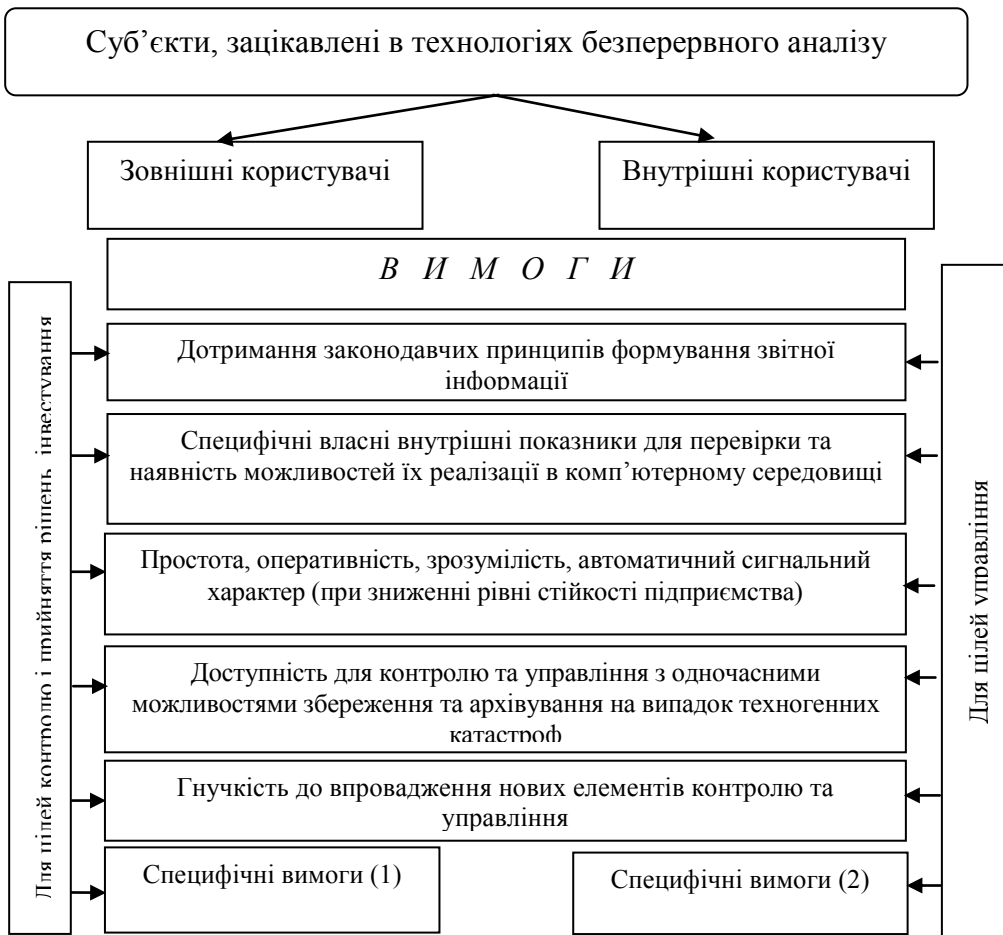 Суб’єкти, зацікавлені в технологіях безперервного аналізу
Зовнішні користувачі
Внутрішні користувачі
В И М О Г И
Для цілей контролю і прийняття рішень інвестування
Дотримання законодавчих принципів формування звітної
інформації
Специфічні власні внутрішні показники для перевірки та
наявність можливостей їх реалізації в комп’ютерному середовищі
Простота, оперативність, зрозумілість, автоматичний сигнальний
характер (при зниженні рівні стійкості підприємства)
Доступність для контролю та управління з одночасними
можливостями збереження та архівування на випадок техногенних
катастроф
Гнучкість до впровадження нових елементів контролю та
управління
Специфічні вимоги (1)
Специфічні вимоги (2)
Для цілей управління